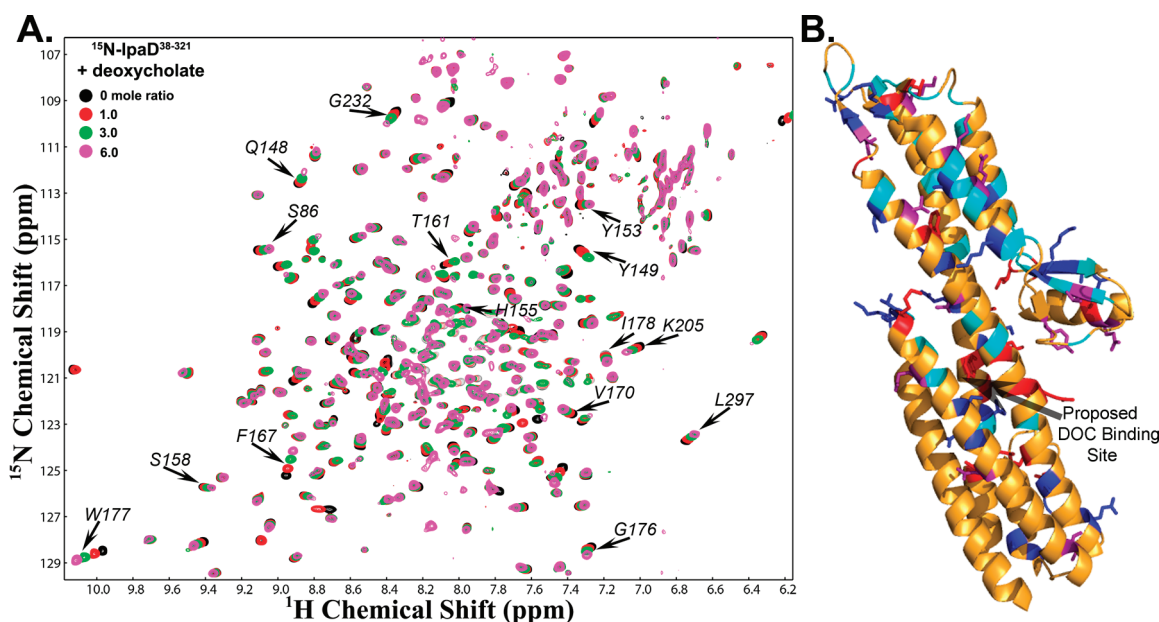 A.
¹⁵N-IpaD³⁸⁻³²¹
+ deoxycholate
0 mole ratio
1.0
3.0
6.0
G232
Q148
S86
T161
Y153
Y149
H155
I178
K205
V170
L297
F167
S158
W177
G176
107
109
111
113
115
117
119
121
123
125
127
129
¹⁵N Chemical Shift (ppm)
10.0
9.8
9.6
9.4
9.2
9.0
8.8
8.6
8.4
8.2
8.0
7.8
7.6
7.4
7.2
7.0
6.8
6.6
6.4
6.2
¹H Chemical Shift (ppm)
B.
Proposed
DOC Binding
Site